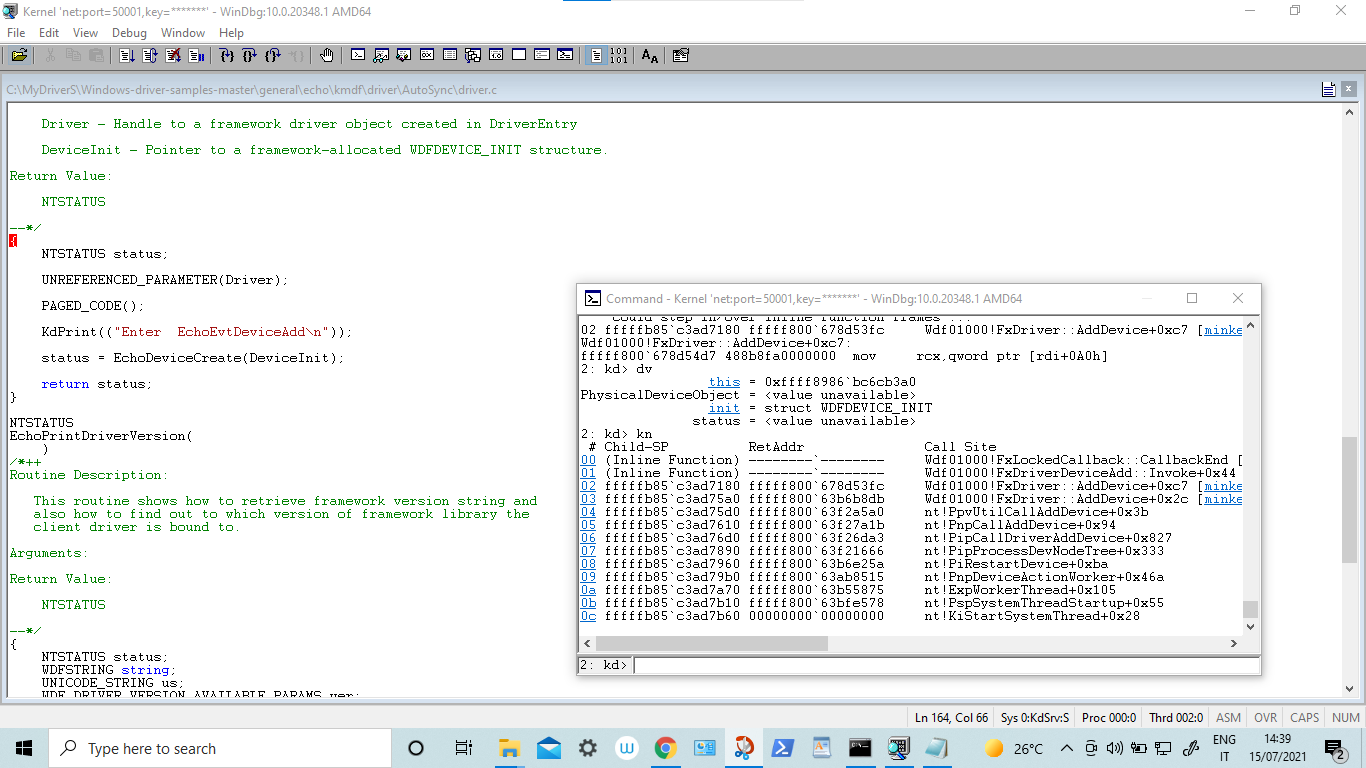 Kernel 'net:port=50001,key=*******' - WinDbg:10.0.20348.1 AMD64
File Edit View Debug Window Help
C:\MyDriverS\Windows-driver-samples-master\general\echo\kmdf\driver\AutoSync\driver.c
Driver - Handle to a framework driver object created in DriverEntry
DeviceInit - Pointer to a framework-allocated WDFDEVICE_INIT structure.
Return Value:
NTSTATUS
--*/
{
NTSTATUS status;
UNREFERENCED_PARAMETER(Driver);
PAGED_CODE();
KdPrint(("Enter  EchoEvtDeviceAdd\n"));
status = EchoDeviceCreate(DeviceInit);
return status;
}
NTSTATUS
EchoPrintDriverVersion(
)
/*++
Routine Description:
This routine shows how to retrieve framework version string and
also how to find out to which version of framework library the
client driver is bound to.
Arguments:
Return Value:
NTSTATUS
--*/
{
NTSTATUS status;
WDFSTRING string;
UNICODE_STRING us;
WDF_DRIVER_VERSION_AVAILABLE_PARAMS ver;
Command - Kernel 'net:port=50001,key=*******' - WinDbg:10.0.20348.1 AMD64
could step in/over inline function frames ...
02 fffffb85`c3ad7180 fffff800`678d53fc Wdf01000!FxDriver::AddDevice+0xc7 [minke
Wdf01000!FxDriver::AddDevice+0xc7:
fffff800`678d54d7 488b8fa0000000 mov rcx,qword ptr [rdi+0A0h]
2: kd> dv
this = 0xffff8986`bc6cb3a0
PhysicalDeviceObject = <value unavailable>
init = struct WDFDEVICE_INIT
status = <value unavailable>
2: kd> kn
# Child-SP RetAddr Call Site
00 (Inline Function) --------`-------- Wdf01000!FxLockedCallback::CallbackEnd [
01 (Inline Function) --------`-------- Wdf01000!FxDriverDeviceAdd::Invoke+0x44
02 fffffb85`c3ad7180 fffff800`678d53fc Wdf01000!FxDriver::AddDevice+0xc7 [minke
03 fffffb85`c3ad75a0 fffff800`63b6b8db Wdf01000!FxDriver::AddDevice+0x2c [minke
04 fffffb85`c3ad75d0 fffff800`63f2a5a0 nt!PpvUtilCallAddDevice+0x3b
05 fffffb85`c3ad7610 fffff800`63f27a1b nt!PnpCallAddDevice+0x94
06 fffffb85`c3ad76d0 fffff800`63f26da3 nt!PipCallDriverAddDevice+0x827
07 fffffb85`c3ad7890 fffff800`63f21666 nt!PipProcessDevNodeTree+0x333
08 fffffb85`c3ad7960 fffff800`63b6e25a nt!PiRestartDevice+0xba
09 fffffb85`c3ad79b0 fffff800`63ab8515 nt!PnpDeviceActionWorker+0x46a
0a fffffb85`c3ad7a70 fffff800`63b55875 nt!ExpWorkerThread+0x105
0b fffffb85`c3ad7b10 fffff800`63bfe578 nt!PspSystemThreadStartup+0x55
0c fffffb85`c3ad7b60 00000000`00000000 nt!KiStartSystemThread+0x28
2: kd>
Ln 164, Col 66 Sys 0:KdSrv:S Proc 000:0 Thrd 002:0 ASM OVR CAPS NUM
Type here to search
26°C
ENG
IT
14:39
15/07/2021
2